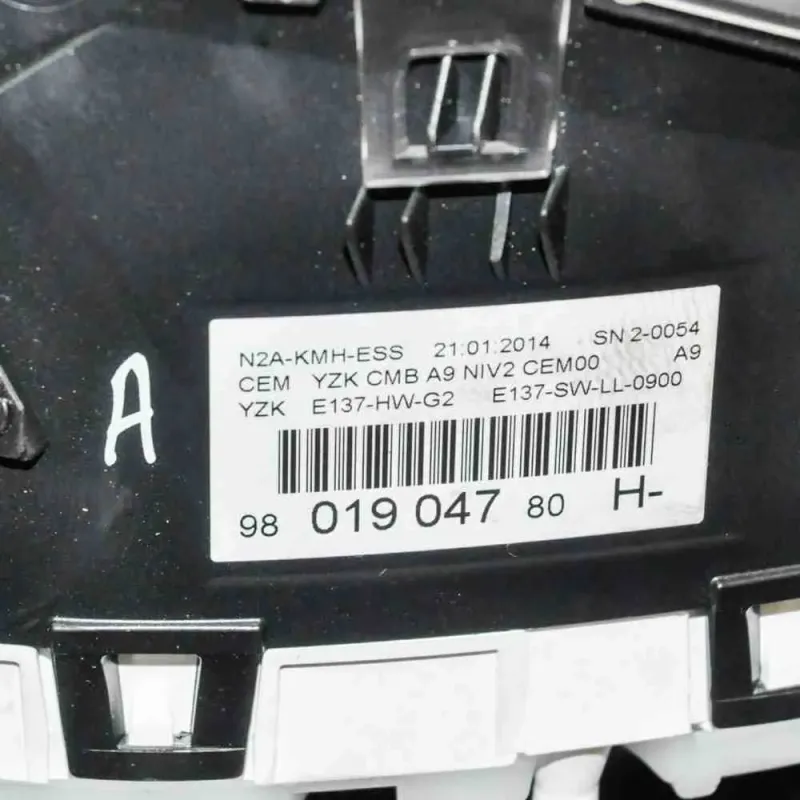 N2A-KMH-ESS 21.01.2014 SN 2-0054
CEM YZK CMB A9 NIV2 CEM00 A9
YZK E137-HW-G2 E137-SW-LL-0900
98 019 047 80 H-
A